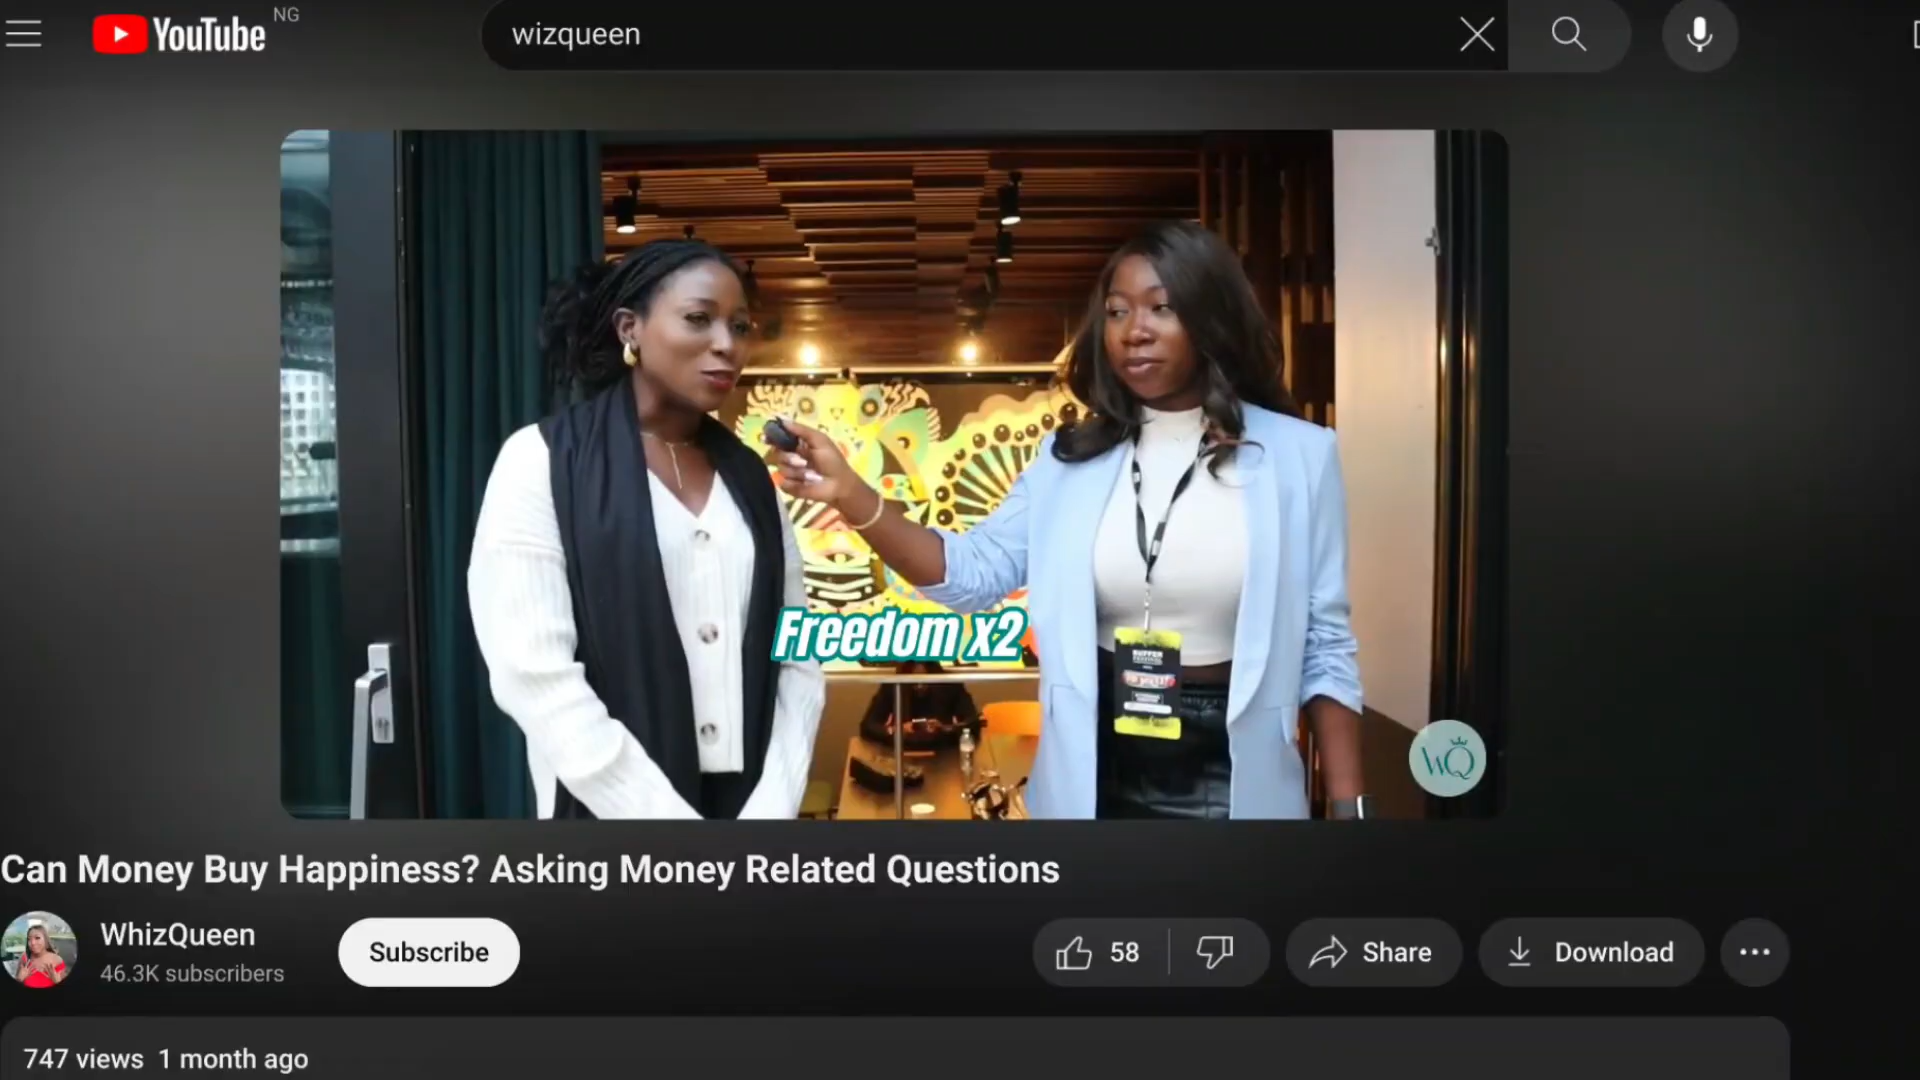 YouTube NG
wizqueen
Freedom x2
WQ
Can Money Buy Happiness? Asking Money Related Questions
WhizQueen
46.3K subscribers
Subscribe
58
Share
Download
747 views 1 month ago